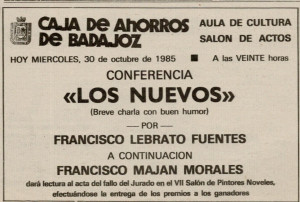 CAJA DE AHORROS
DE BADAJOZ
AULA DE CULTURA
SALON DE ACTOS
HOY MIERCOLES, 30 de octubre de 1985 ■ A las VEINTE horas
CONFERENCIA
«LOS NUEVOS»
(Breve charla con buen humor)
— POR —
FRANCISCO LEBRATO FUENTES
A CONTINUACION
FRANCISCO MAJAN MORALES
dará lectura al acta del fallo del Jurado en el VII Salón de Pintores Noveles,
efectuándose la entrega de los premios a los ganadores